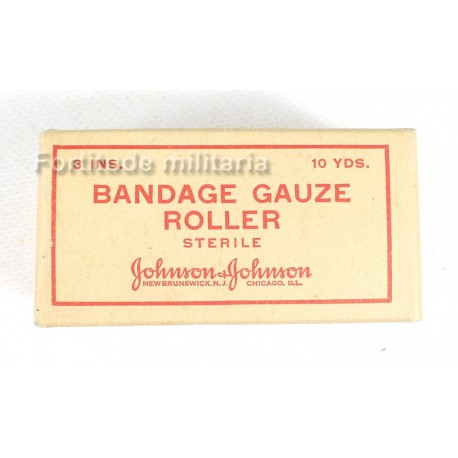 3 INS. 10 YDS.
Fortitude militaria
BANDAGE GAUZE
ROLLER
STERILE
Johnson & Johnson
NEW BRUNSWICK, N.J. CHICAGO, ILL.